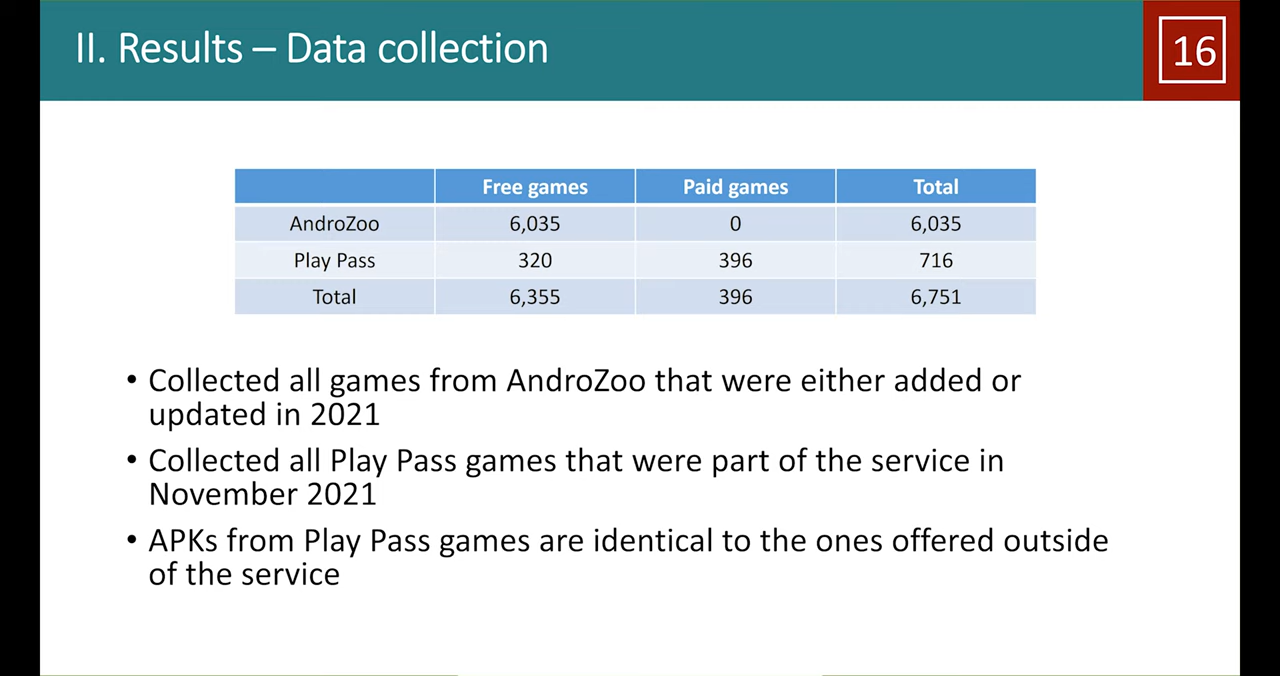 II. Results – Data collection
16
Free games Paid games Total
AndroZoo 6,035 0 6,035
Play Pass 320 396 716
Total 6,355 396 6,751
• Collected all games from AndroZoo that were either added or
updated in 2021
• Collected all Play Pass games that were part of the service in
November 2021
• APKs from Play Pass games are identical to the ones offered outside
of the service